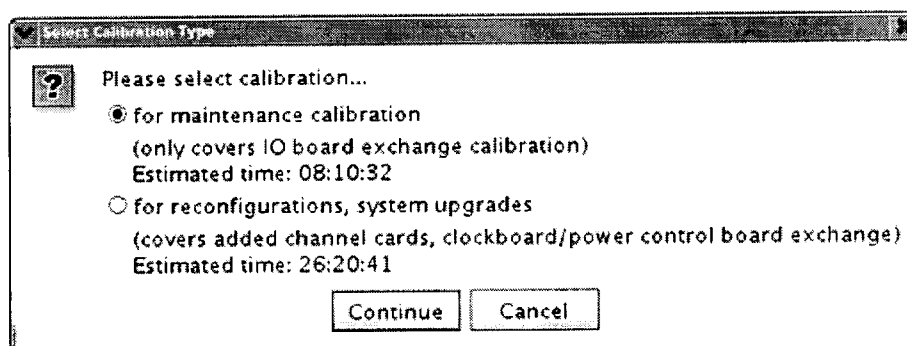 Select Calibration Type
?
Please select calibration...
for maintenance calibration
(only covers IO board exchange calibration)
Estimated time: 08:10:32
for reconfigurations, system upgrades
(covers added channel cards, clockboard/power control board exchange)
Estimated time: 26:20:41
Continue Cancel